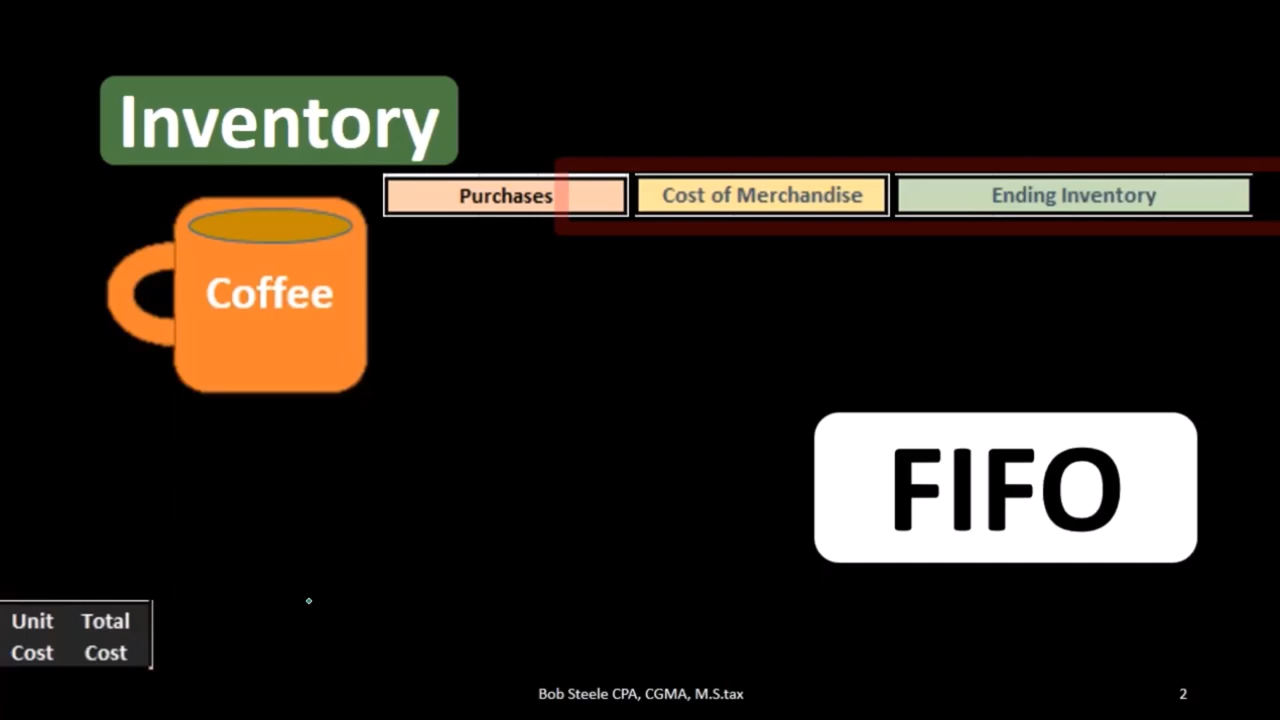 Inventory
Purchases
Cost of Merchandise
Ending Inventory
Coffee
FIFO
Unit Total
Cost Cost
Bob Steele CPA, CGMA, M.S.tax
2